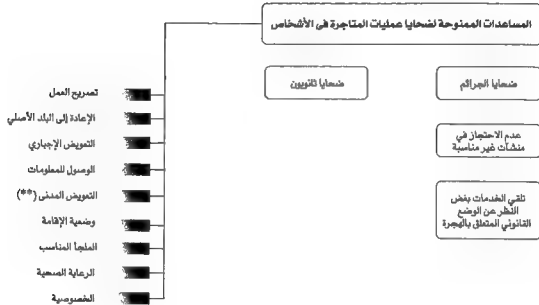 المساعدات الممنوحة لضحايا عمليات المتاجرة في الأشخاص
ضحايا الجرائم
ضحايا ثانويون
عدم الاحتجاز في
منشآت غير مناسبة
تلقي الخدمات بغض
النظر عن الوضع
القانوني المتعلق بالهجرة
تصريح العمل
الإعادة إلى البلد الأصلي
التعويض الإجباري
الوصول للمعلومات
التعويض المدنى (**)
وضعية الإقامة
الملجأ المناسب
الرعاية الصحية
الخصوصية